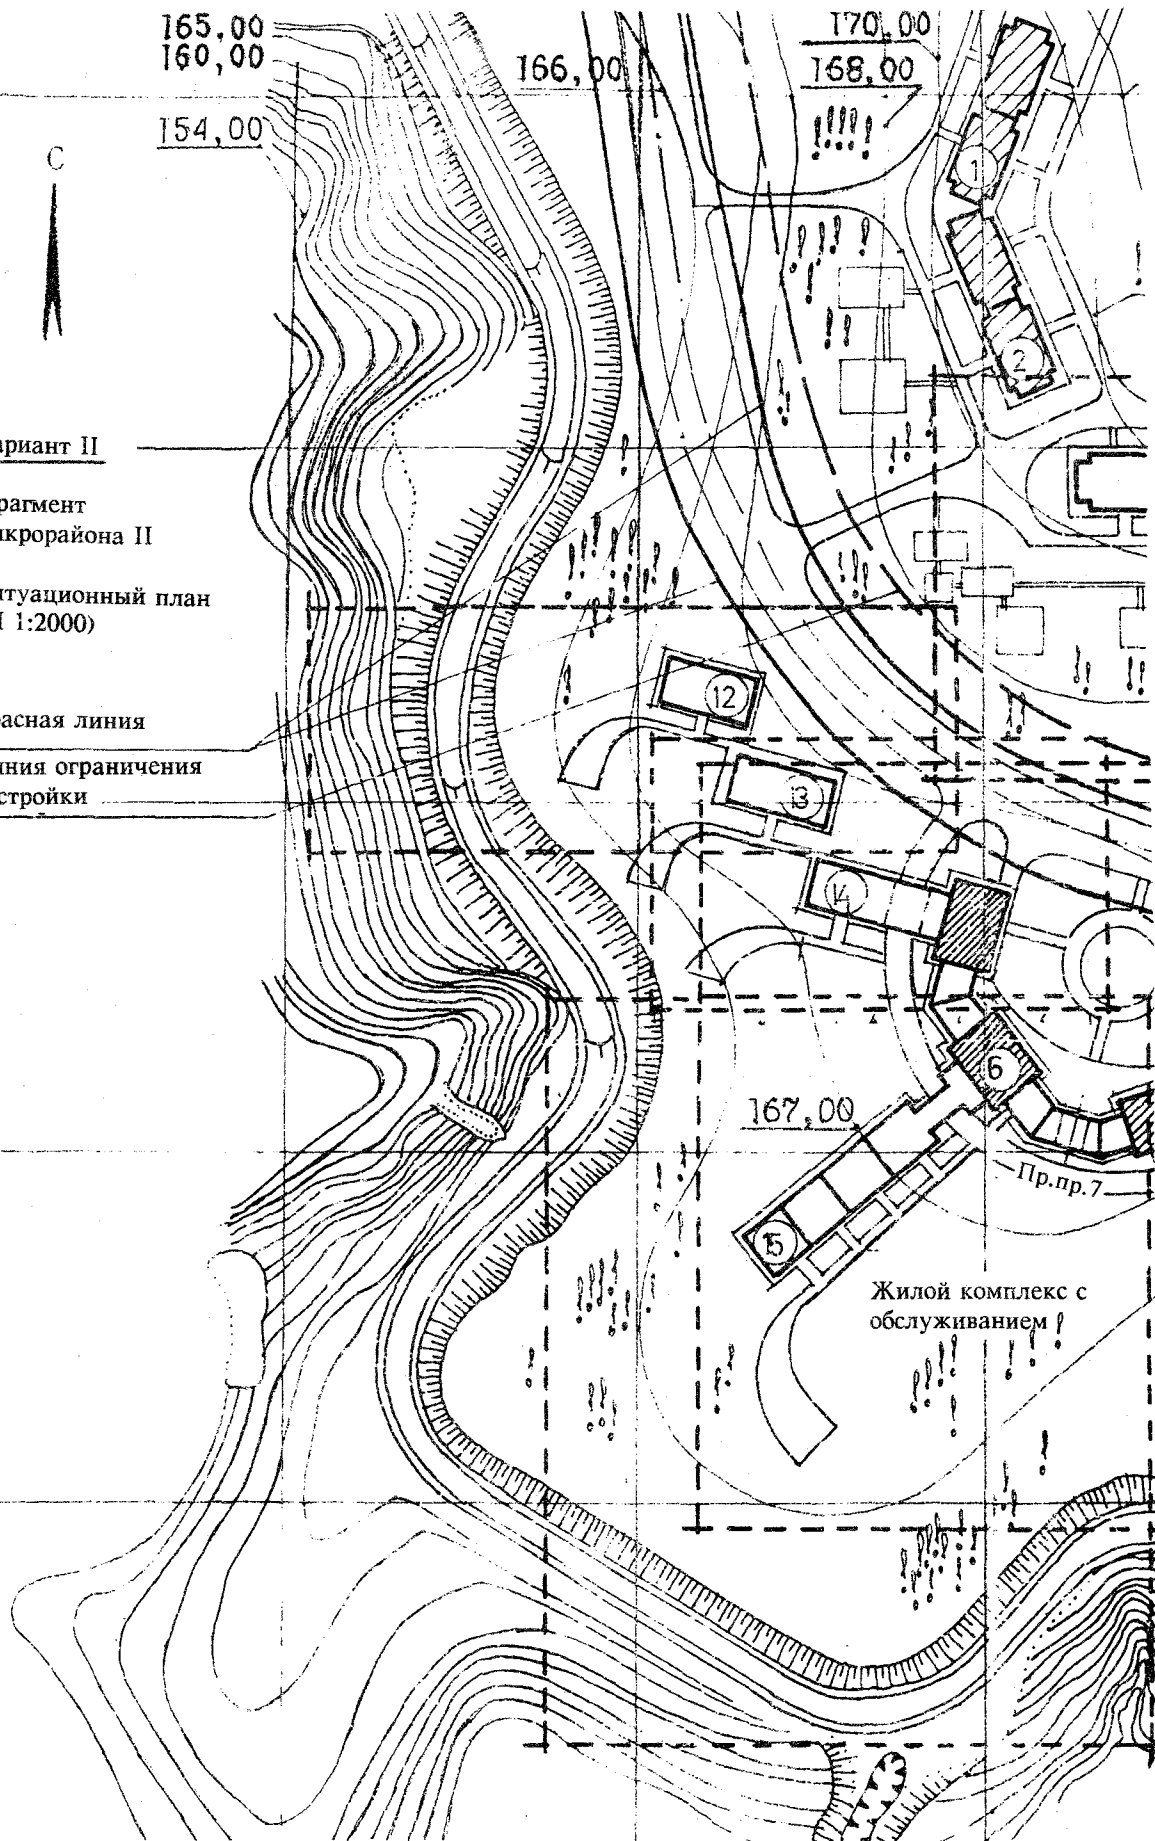 165,00
160,00
154,00
166,00
170,00
168,00
С
1
2
ариант II
рагмент
икрорайона II
итуационный план
1:2000)
асная линия
ния ограничения
стройки
12
13
14
6
167,00
Пр.пр.7
15
Жилой комплекс с
обслуживанием